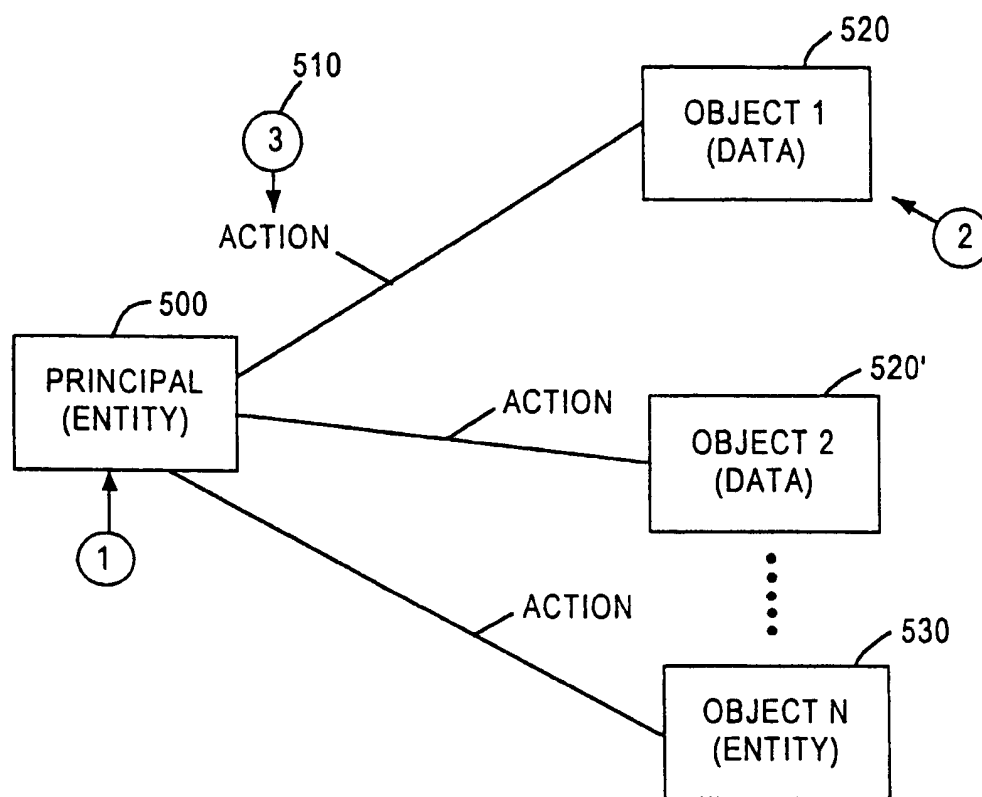 510
3
ACTION
520
OBJECT 1
(DATA)
2
500
PRINCIPAL
(ENTITY)
1
ACTION
520'
OBJECT 2
(DATA)
ACTION
530
OBJECT N
(ENTITY)